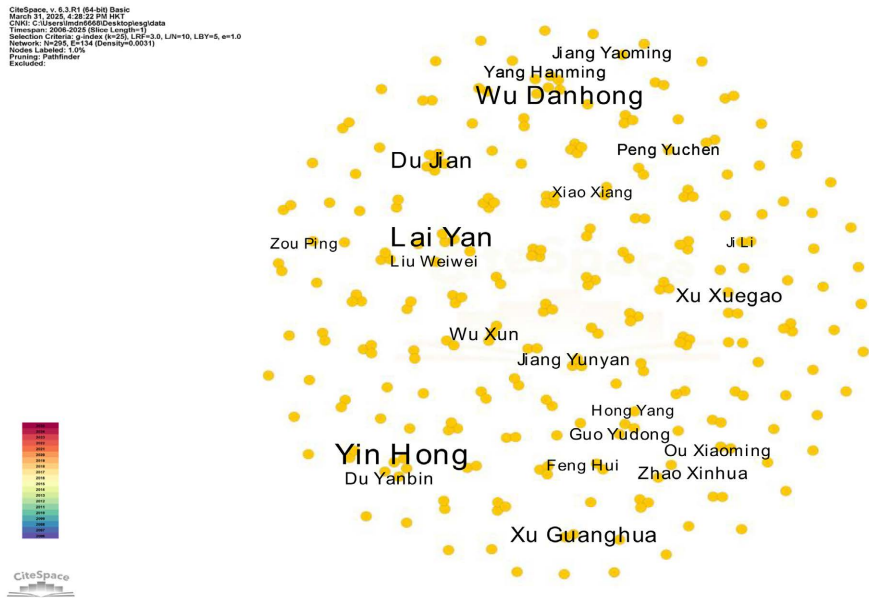 CiteSpace, v. 6.3.R1 (64-bit) Basic
March 31, 2025, 4:28:22 PM HKT
CNKI: C:\Users\lmdn6668\Desktop\esg\data
Timespan: 2006-2025 (Slice Length=1)
Selection Criteria: g-index (k=25), LRF=3.0, L/N=10, LBY=5, e=1.0
Network: N=295, E=134 (Density=0.0031)
Nodes Labeled: 1.0%
Pruning: Pathfinder
Excluded:
Jiang Yaoming
Yang Hanming
Wu Danhong
Peng Yuchen
Du Jian
Xiao Xiang
Lai Yan
Zou Ping
Ji Li
Liu Weiwei
Xu Xuegao
Wu Xun
Jiang Yunyan
Hong Yang
Guo Yudong
Yin Hong
Ou Xiaoming
Feng Hui
Zhao Xinhua
Du Yanbin
Xu Guanghua
CiteSpace